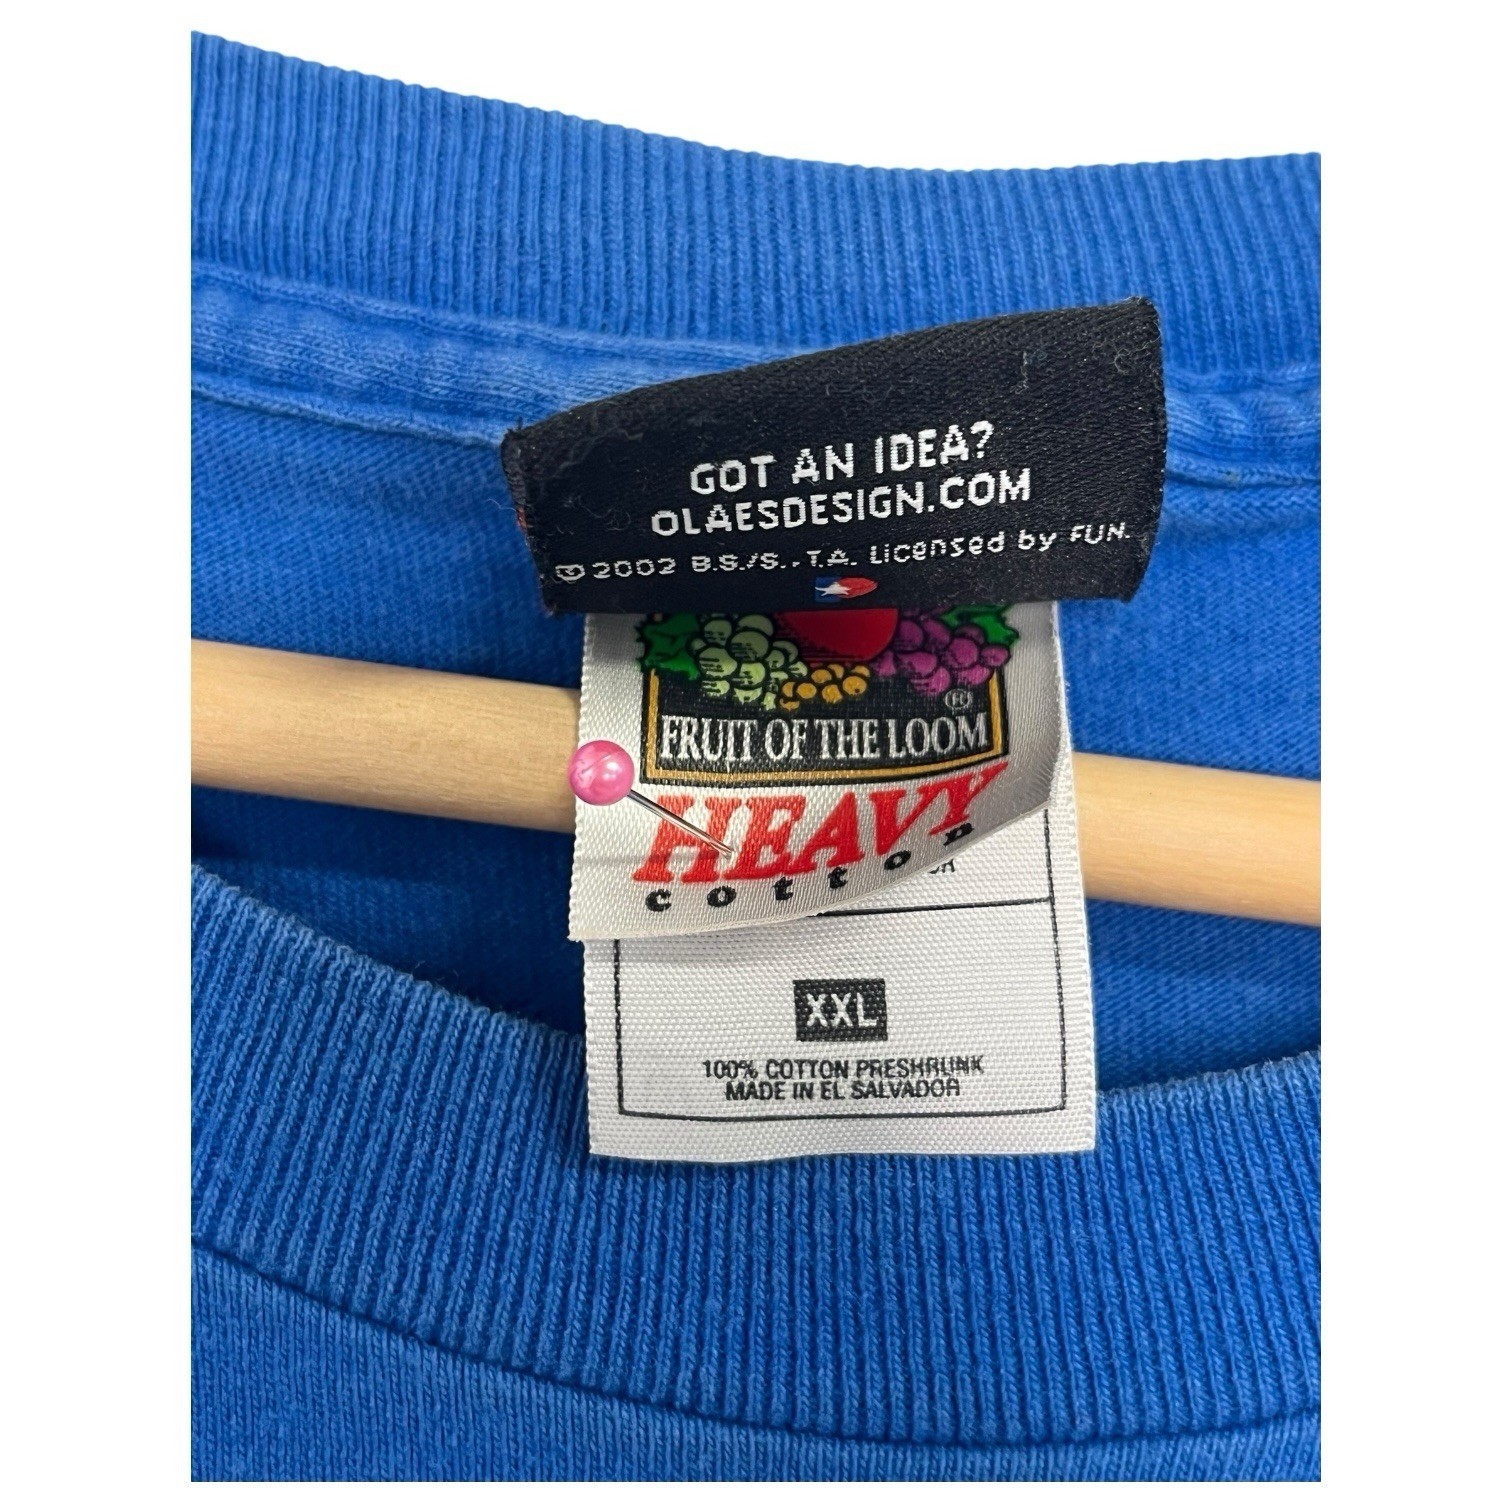 GOT AN IDEA?
OLAESDESIGN.COM
©2002 B.S./S.. T.A. Licensed by FUN.
®
FRUIT OF THE LOOM
HEAVY
cotton
XXL
100% COTTON PRESHRUNK
MADE IN EL SALVADOR